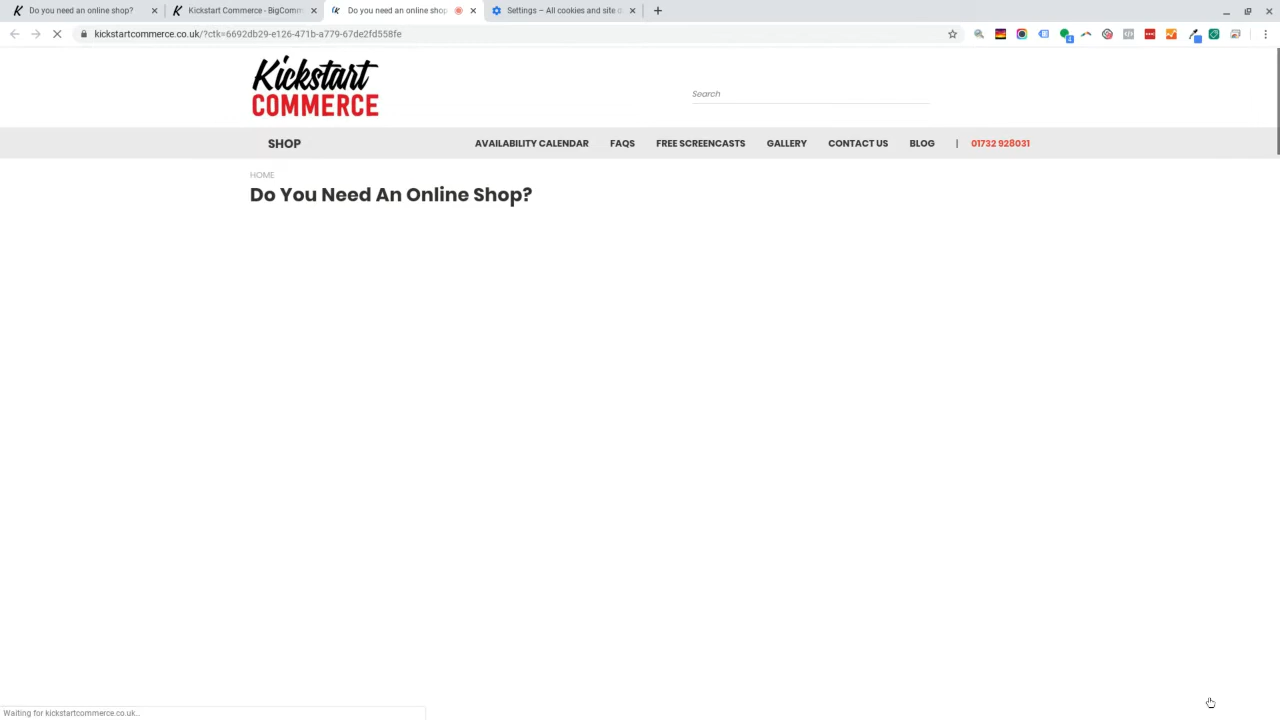 Do you need an online shop?
Kickstart Commerce - BigComm
Do you need an online shop
Settings – All cookies and site d
kickstartcommerce.co.uk/?ctk=6692db29-e126-471b-a779-67de2fd558fe
Kickstart
COMMERCE
Search
SHOP
AVAILABILITY CALENDAR
FAQS
FREE SCREENCASTS
GALLERY
CONTACT US
BLOG
|
01732 928031
HOME
Do You Need An Online Shop?
Waiting for kickstartcommerce.co.uk...